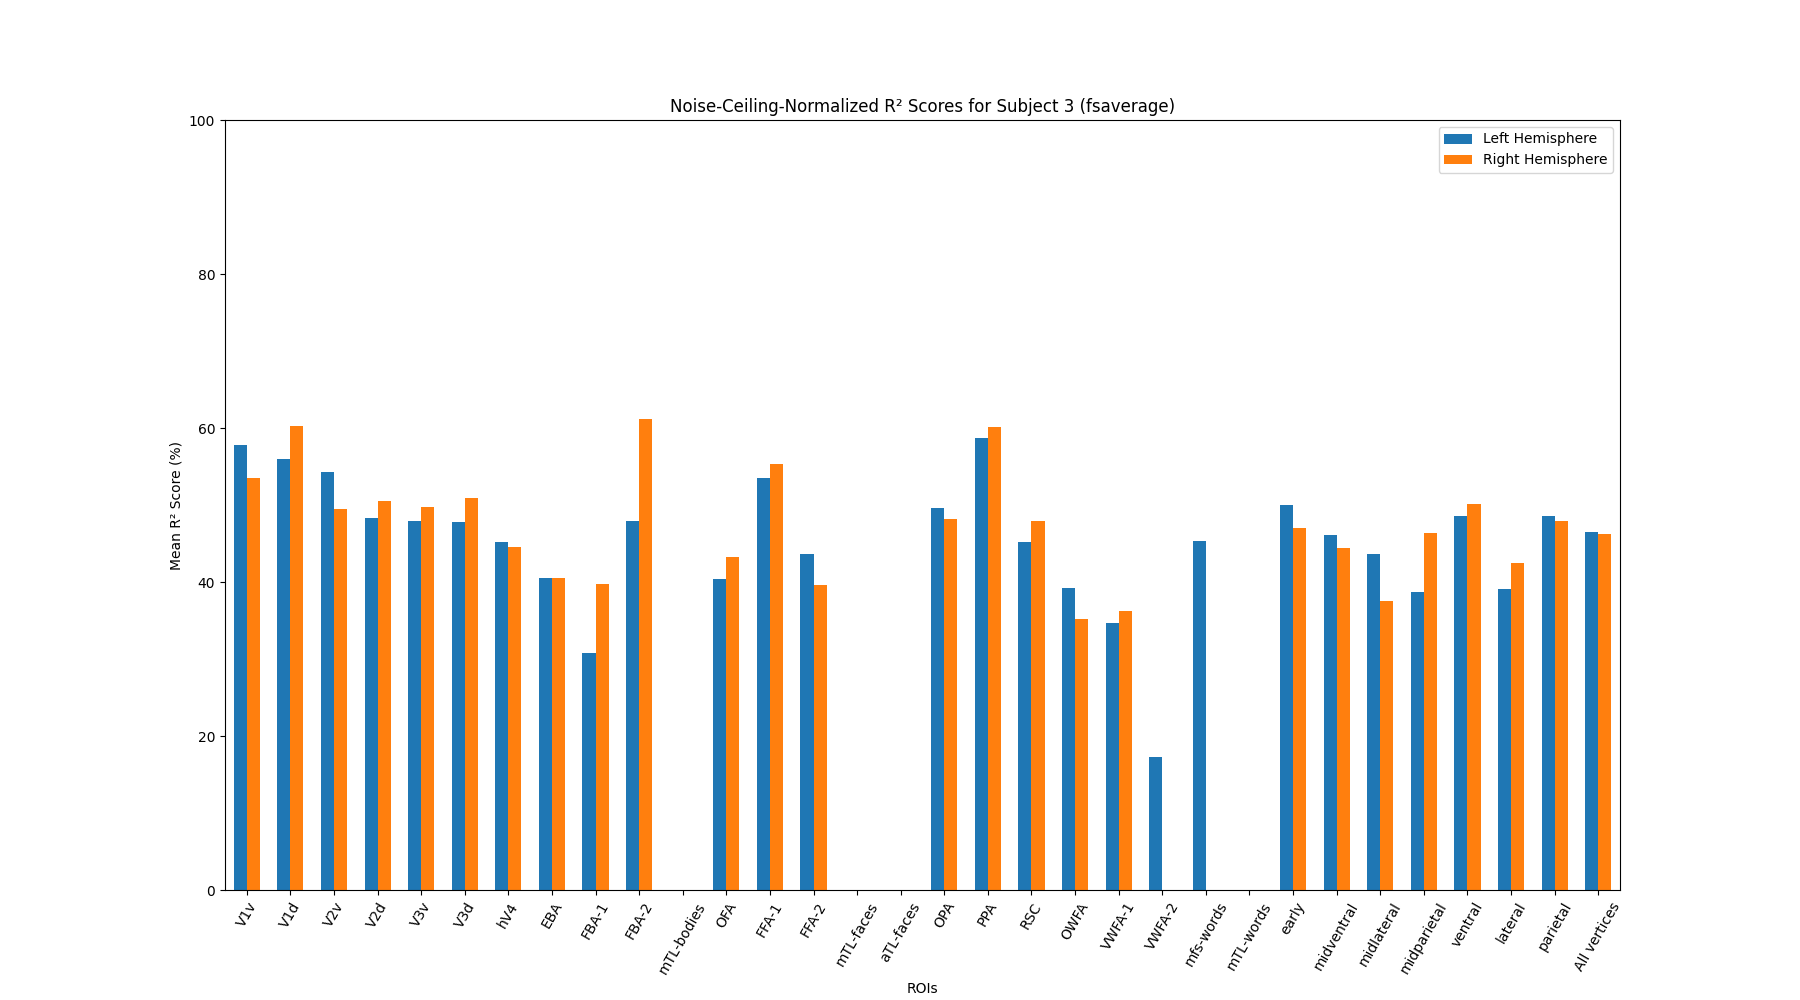 Noise-Ceiling-Normalized R² Scores for Subject 3 (fsaverage)
Left Hemisphere
Right Hemisphere
Mean R² Score (%)
100
80
60
40
20
0
V1v
V1d
V2v
V2d
V3v
V3d
hV4
EBA
FBA-1
FBA-2
mTL-bodies
OFA
FFA-1
FFA-2
mTL-faces
aTL-faces
OPA
PPA
RSC
OWFA
VWFA-1
VWFA-2
mfs-words
mTL-words
early
midventral
midlateral
midparietal
ventral
lateral
parietal
All vertices
ROIs